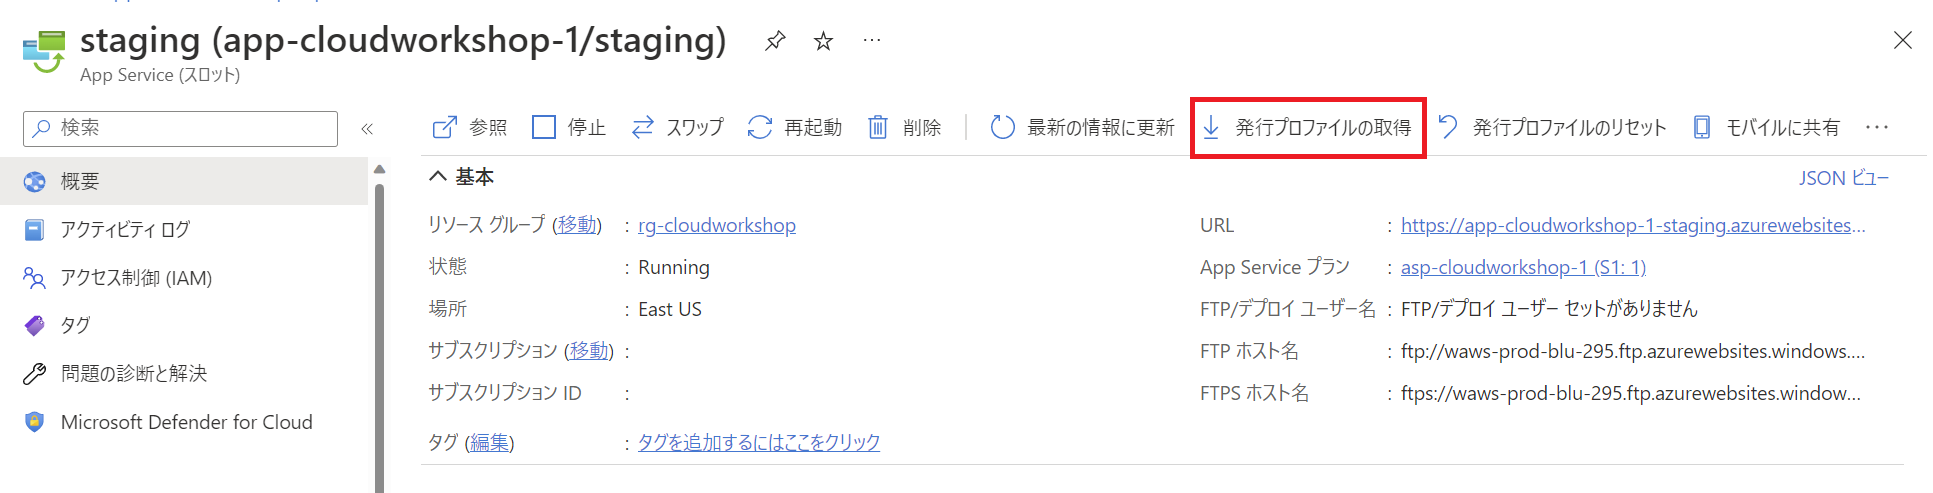 staging (app-cloudworkshop-1/staging)
App Service (スロット)
検索
概要
アクティビティ ログ
アクセス制御 (IAM)
タグ
問題の診断と解決
Microsoft Defender for Cloud
参照 停止 スワップ 再起動 削除 最新の情報に更新 発行プロファイルの取得 発行プロファイルのリセット モバイルに共有
基本
JSON ビュー
リソース グループ (移動) : rg-cloudworkshop
状態 : Running
場所 : East US
サブスクリプション (移動) :
サブスクリプション ID :
タグ (編集) : タグを追加するにはここをクリック
URL : https://app-cloudworkshop-1-staging.azurewebsites...
App Service プラン : asp-cloudworkshop-1 (S1: 1)
FTP/デプロイ ユーザー名 : FTP/デプロイ ユーザー セットがありません
FTP ホスト名 : ftp://waws-prod-blu-295.ftp.azurewebsites.windows....
FTPS ホスト名 : ftps://waws-prod-blu-295.ftp.azurewebsites.window...